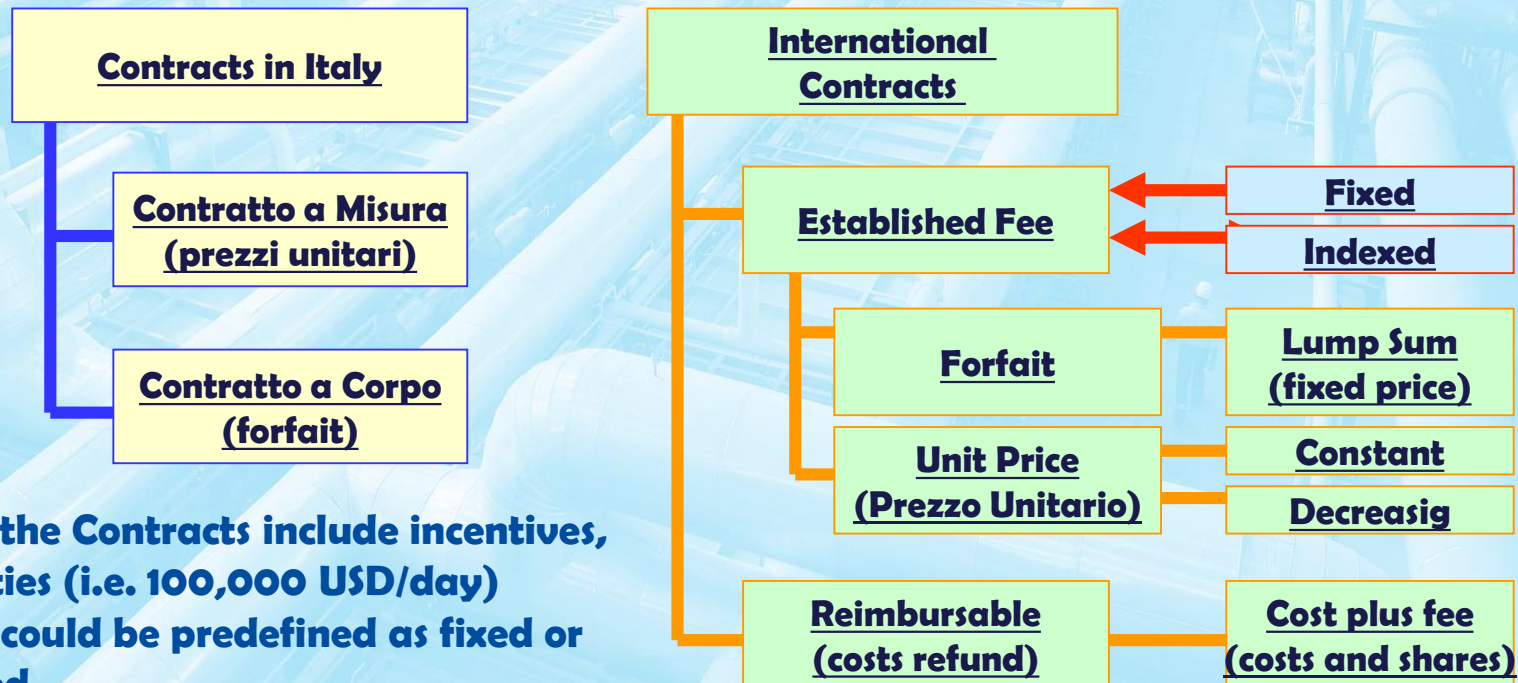 Contracts in Italy
Contratto a Misura
(prezzi unitari)
Contratto a Corpo
(forfait)
the Contracts include incentives,
ties (i.e. 100,000 USD/day)
could be predefined as fixed or
International
Contracts
Established Fee
Fixed
Indexed
Forfait
Lump Sum
(fixed price)
Unit Price
(Prezzo Unitario)
Constant
Decreasig
Reimbursable
(costs refund)
Cost plus fee
(costs and shares)